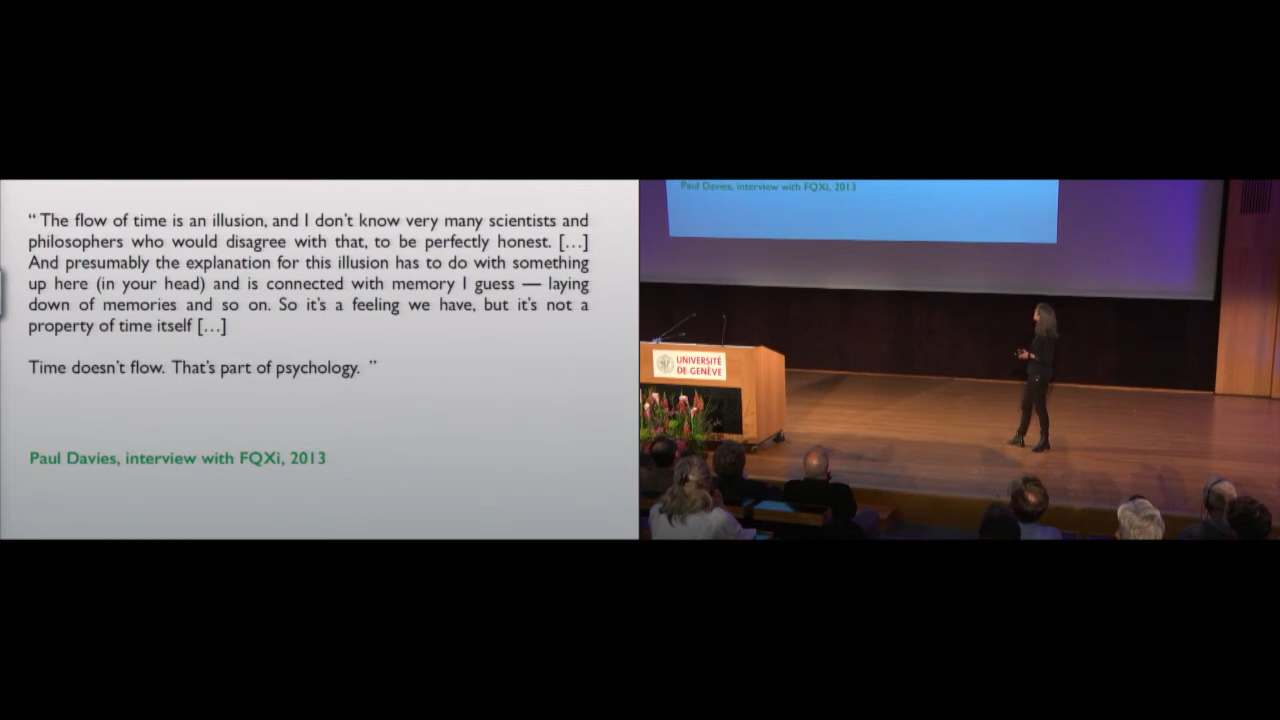 “ The flow of time is an illusion, and I don’t know very many scientists and
philosophers who would disagree with that, to be perfectly honest. [...]
And presumably the explanation for this illusion has to do with something
up here (in your head) and is connected with memory I guess — laying
down of memories and so on. So it’s a feeling we have, but it’s not a
property of time itself [...]
Time doesn’t flow. That’s part of psychology. ”
Paul Davies, interview with FQXi, 2013
Paul Davies, interview with FQXi, 2013
UNIVERSITÉ
DE GENÈVE